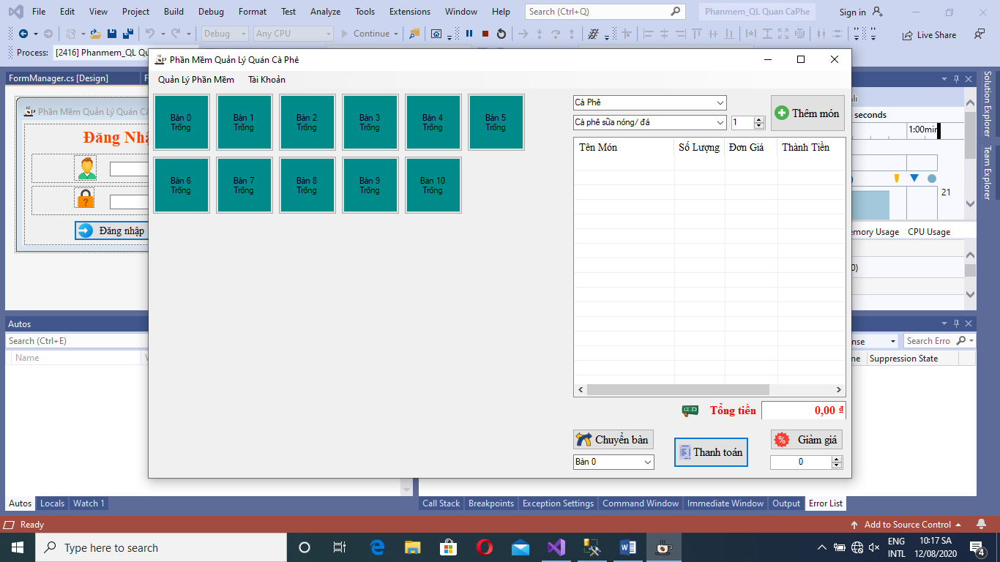 File Edit View Project Build Debug Format Test Analyze Tools Extensions Window Help Search (Ctrl+Q) Phanmem_QL Quan CaPhe Sign in
Debug Any CPU Continue Live Share
Process: [2416] Phanmem_QL Qu
FormManager.cs [Design] F
Phần Mềm Quản Lý Quán Cà
Đăng Nhậ
Đăng nhập
Phần Mềm Quản Lý Quán Cà Phê
Quản Lý Phần Mềm Tài Khoản
Bàn 0
Trống
Bàn 1
Trống
Bàn 2
Trống
Bàn 3
Trống
Bàn 4
Trống
Bàn 5
Trống
Bàn 6
Trống
Bàn 7
Trống
Bàn 8
Trống
Bàn 9
Trống
Bàn 10
Trống
Cà Phê
Cà phê sữa nóng/ đá 1
Thêm món
Tên Món Số Lượng Đơn Giá Thành Tiền
Tổng tiền 0,00 ₫
Chuyển bàn
Bàn 0
Thanh toán
Giảm giá
0
seconds
1:00min
21
emory Usage CPU Usage
0)
Solution Explorer
Team Explorer
Autos
Search (Ctrl+E)
Name
nse Search Erro
ne Suppression State
Autos Locals Watch 1
Call Stack Breakpoints Exception Settings Command Window Immediate Window Output Error List
Ready Add to Source Control
Type here to search
ENG
INTL
10:17 SA
12/08/2020
4